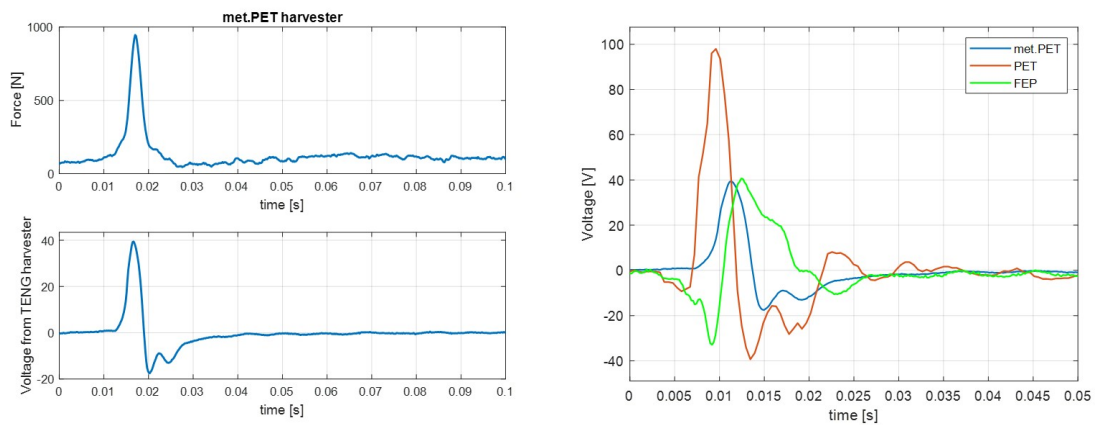 met.PET harvester
Force [N]
1000
500
0
0 0.01 0.02 0.03 0.04 0.05 0.06 0.07 0.08 0.09 0.1
time [s]
Voltage from TENG harvester
40
20
0
-20
0 0.01 0.02 0.03 0.04 0.05 0.06 0.07 0.08 0.09 0.1
time [s]
Voltage [V]
100
80
60
40
20
0
-20
-40
met.PET
PET
FEP
0 0.005 0.01 0.015 0.02 0.025 0.03 0.035 0.04 0.045 0.05
time [s]